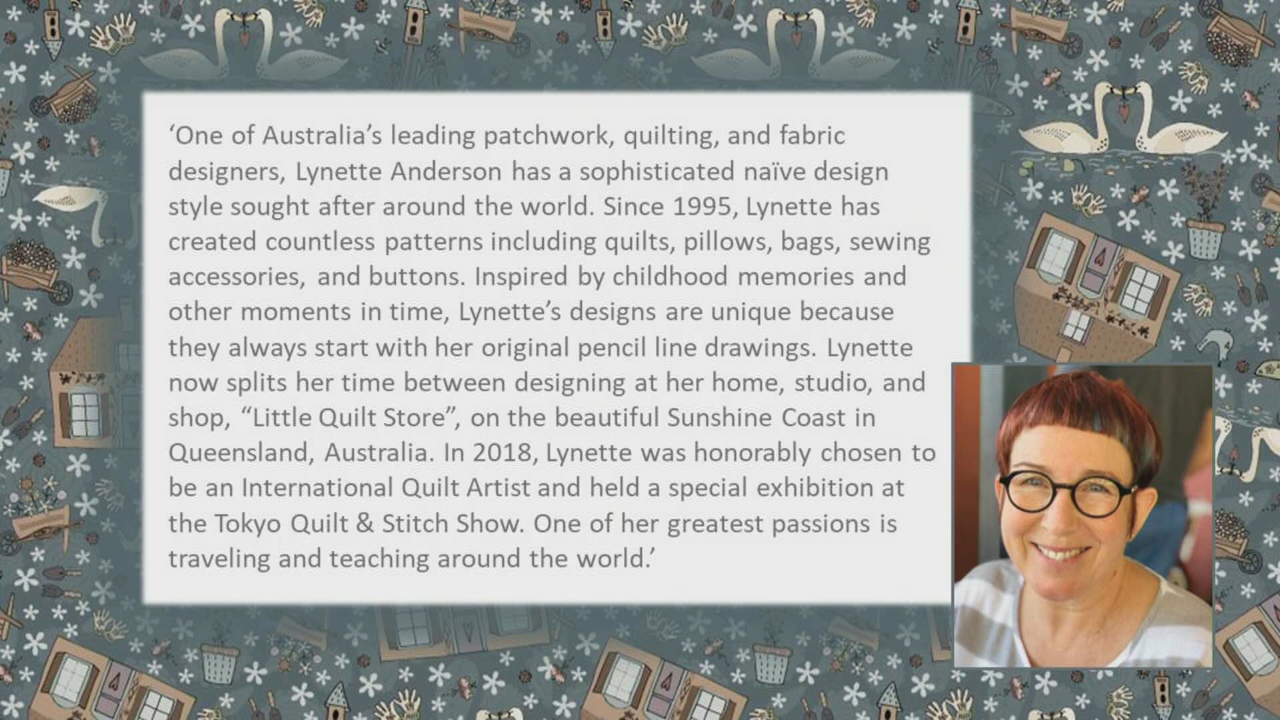 ‘One of Australia’s leading patchwork, quilting, and fabric
designers, Lynette Anderson has a sophisticated naïve design
style sought after around the world. Since 1995, Lynette has
created countless patterns including quilts, pillows, bags, sewing
accessories, and buttons. Inspired by childhood memories and
other moments in time, Lynette’s designs are unique because
they always start with her original pencil line drawings. Lynette
now splits her time between designing at her home, studio, and
shop, “Little Quilt Store”, on the beautiful Sunshine Coast in
Queensland, Australia. In 2018, Lynette was honorably chosen to
be an International Quilt Artist and held a special exhibition at
the Tokyo Quilt & Stitch Show. One of her greatest passions is
traveling and teaching around the world.’